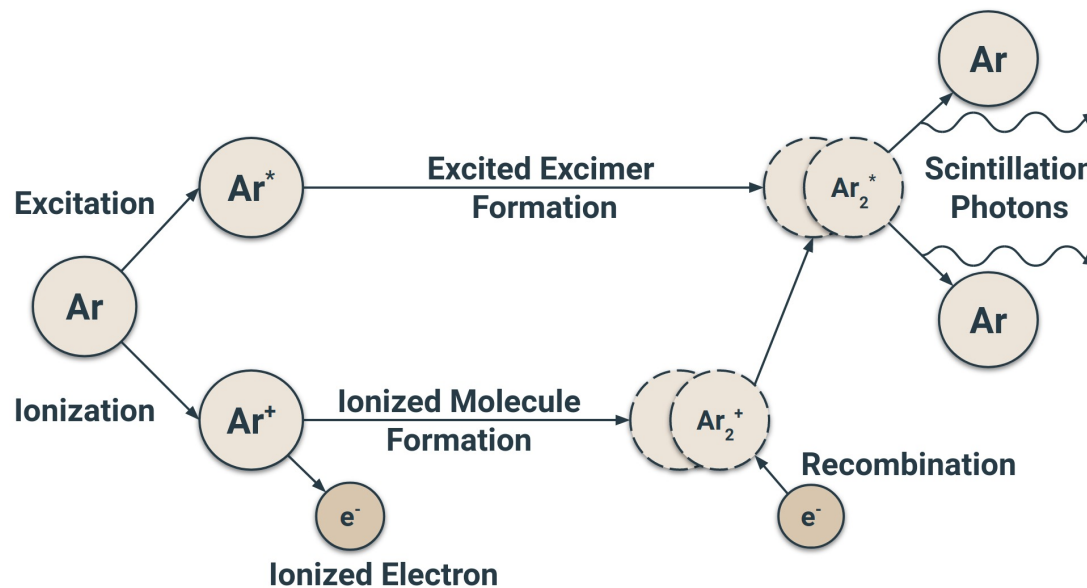 Ar
Excitation
Ar*
Excited Excimer
Formation
Ar₂*
Ar
Scintillation
Photons
Ar
Ar
Ionization
Ar⁺
Ionized Molecule
Formation
Ar₂⁺
Recombination
e⁻
e⁻
Ionized Electron